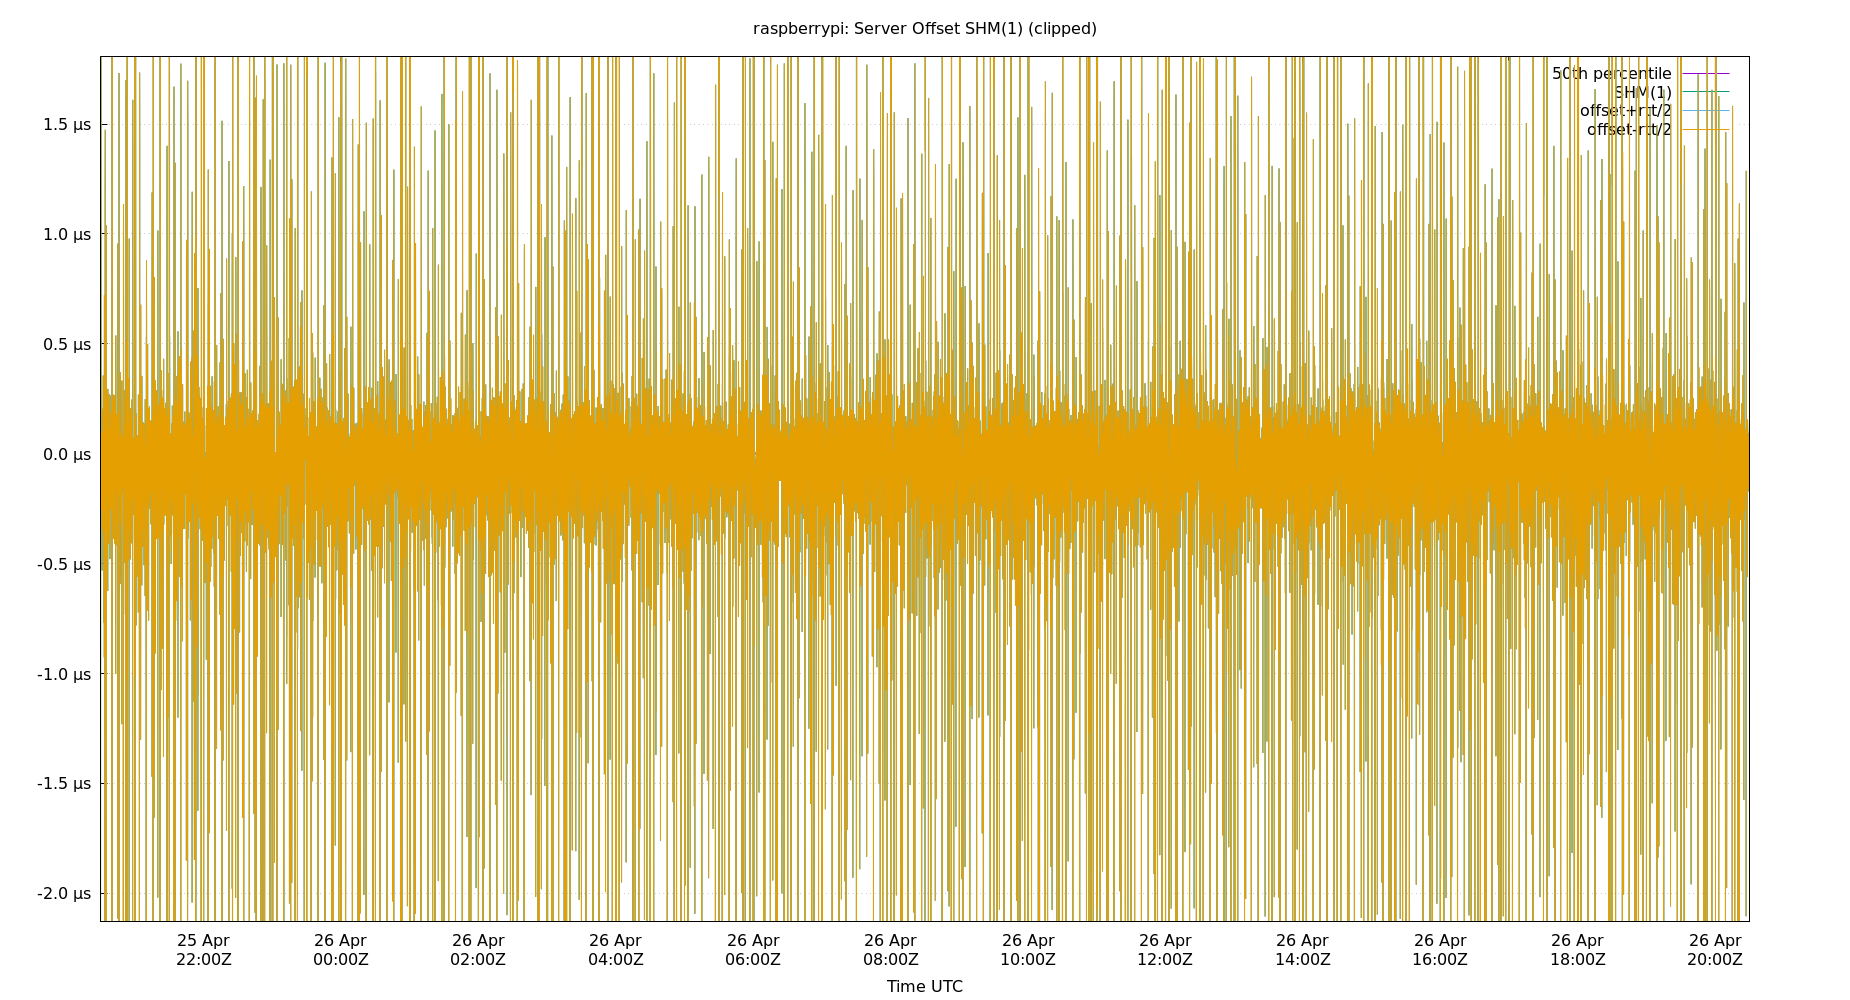 raspberrypi: Server Offset SHM(1) (clipped)
50th percentile
SHM(1)
offset+rtt/2
offset-rtt/2
1.5 µs
1.0 µs
0.5 µs
0.0 µs
-0.5 µs
-1.0 µs
-1.5 µs
-2.0 µs
25 Apr 26 Apr 26 Apr 26 Apr 26 Apr 26 Apr 26 Apr 26 Apr 26 Apr 26 Apr 26 Apr 26 Apr
22:00Z 00:00Z 02:00Z 04:00Z 06:00Z 08:00Z 10:00Z 12:00Z 14:00Z 16:00Z 18:00Z 20:00Z
Time UTC